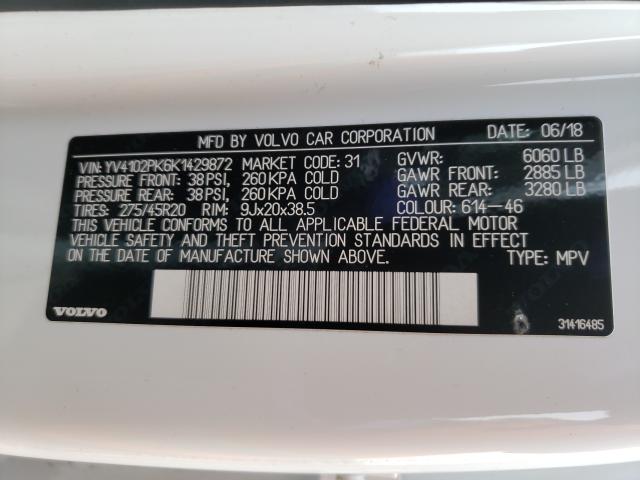 MFD BY VOLVO CAR CORPORATION DATE: 06/18
VIN: YV4102PK6K1429872 MARKET CODE: 31 GVWR: 6060 LB
PRESSURE FRONT: 38 PSI, 260 KPA COLD GAWR FRONT: 2885 LB
PRESSURE REAR: 38 PSI, 260 KPA COLD GAWR REAR: 3280 LB
TIRES: 275/45R20 RIM: 9Jx20x38.5 COLOUR: 614-46
THIS VEHICLE CONFORMS TO ALL APPLICABLE FEDERAL MOTOR
VEHICLE SAFETY AND THEFT PREVENTION STANDARDS IN EFFECT
ON THE DATE OF MANUFACTURE SHOWN ABOVE. TYPE: MPV
VOLVO 31416485